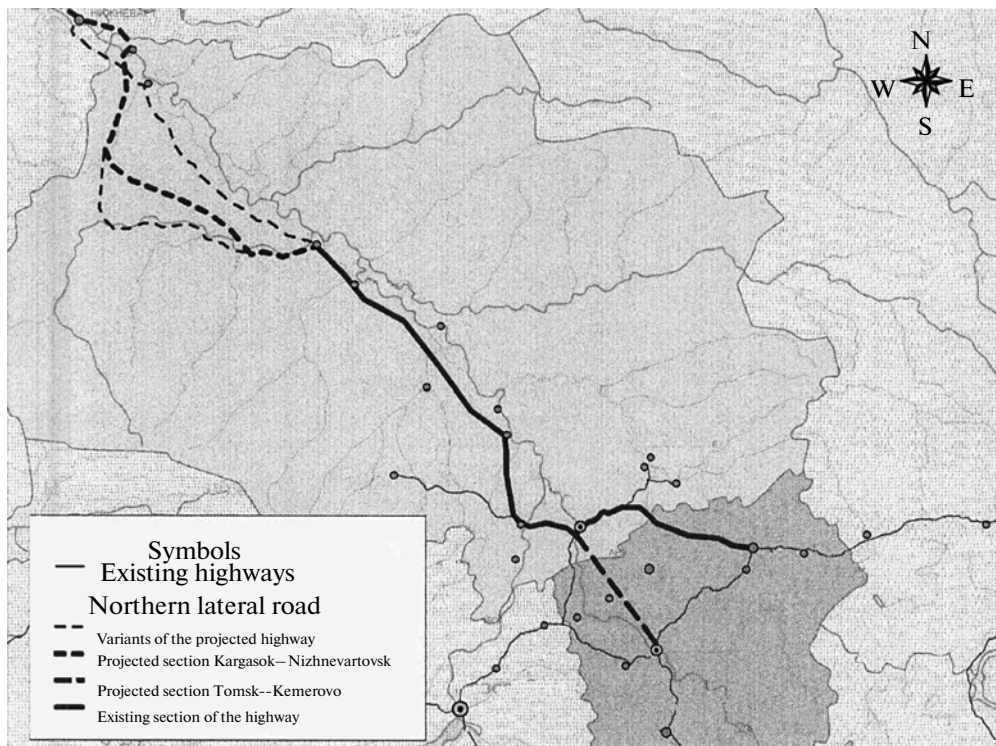 N
W E
S
Symbols
Existing highways
Northern lateral road
Variants of the projected highway
Projected section Kargasok–Nizhnevartovsk
Projected section Tomsk--Kemerovo
Existing section of the highway